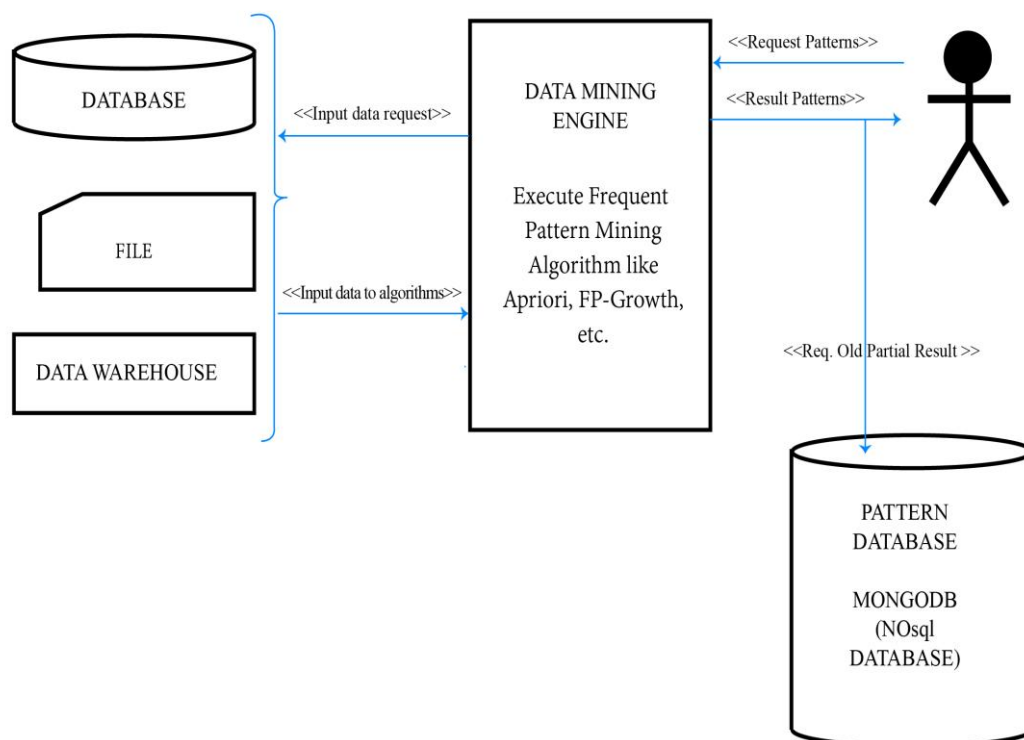 DATABASE
FILE
DATA WAREHOUSE
<<Input data request>>
<<Input data to algorithms>>
DATA MINING
ENGINE
Execute Frequent
Pattern Mining
Algorithm like
Apriori, FP-Growth,
etc.
<<Request Patterns>>
<<Result Patterns>>
<<Req. Old Partial Result >>
PATTERN
DATABASE
MONGODB
(NOsql
DATABASE)